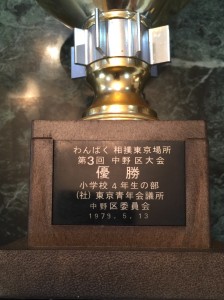 わんぱく相撲東京場所
第3回 中野区大会
優勝
小学校4年生の部
(社)東京青年会議所
中野区委員会
1979.5.13